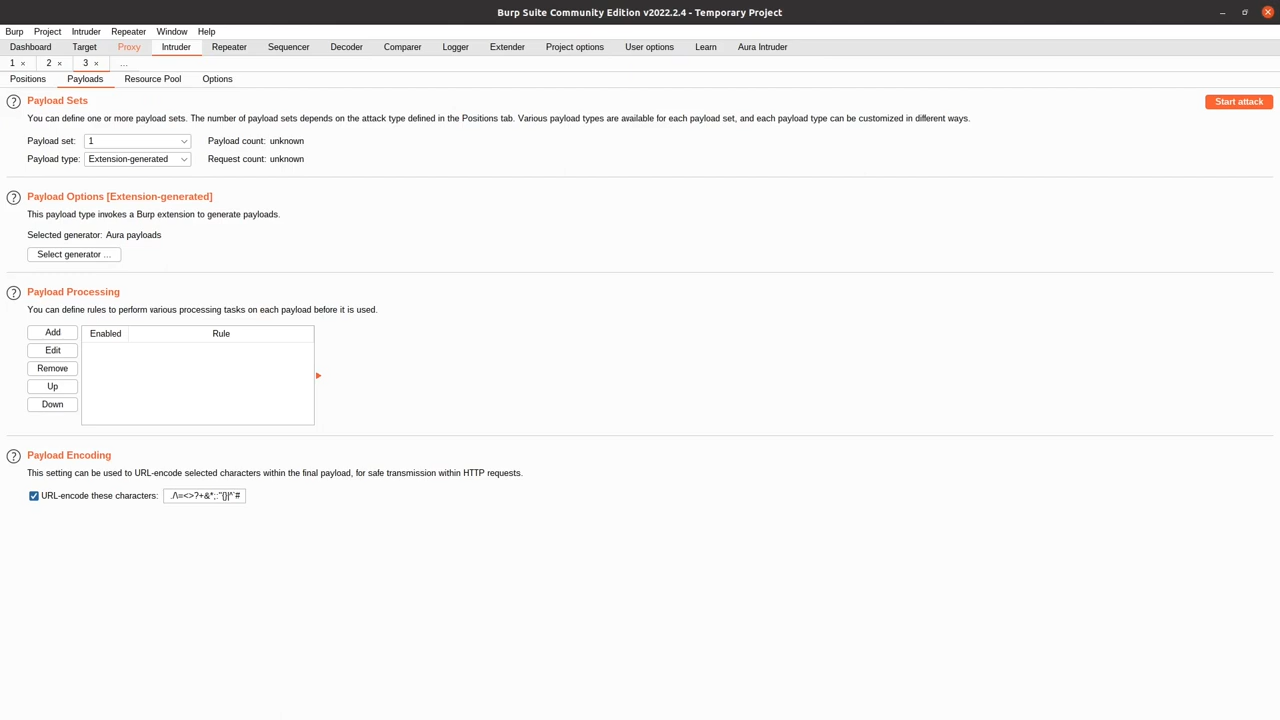 Burp Suite Community Edition v2022.2.4 - Temporary Project
Burp Project Intruder Repeater Window Help
Dashboard Target Proxy Intruder Repeater Sequencer Decoder Comparer Logger Extender Project options User options Learn Aura Intruder
1 × 2 × 3 × ...
Positions Payloads Resource Pool Options
? Payload Sets Start attack
You can define one or more payload sets. The number of payload sets depends on the attack type defined in the Positions tab. Various payload types are available for each payload set, and each payload type can be customized in different ways.
Payload set: 1 Payload count: unknown
Payload type: Extension-generated Request count: unknown
? Payload Options [Extension-generated]
This payload type invokes a Burp extension to generate payloads.
Selected generator: Aura payloads
Select generator ...
? Payload Processing
You can define rules to perform various processing tasks on each payload before it is used.
Add Enabled Rule
Edit
Remove
Up
Down
? Payload Encoding
This setting can be used to URL-encode selected characters within the final payload, for safe transmission within HTTP requests.
URL-encode these characters: ./\=<>?+&*;:"{}|^`#